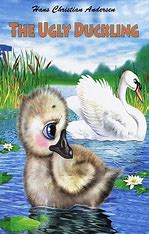 Hans Christian Andersen
THE UGLY DUCKLING